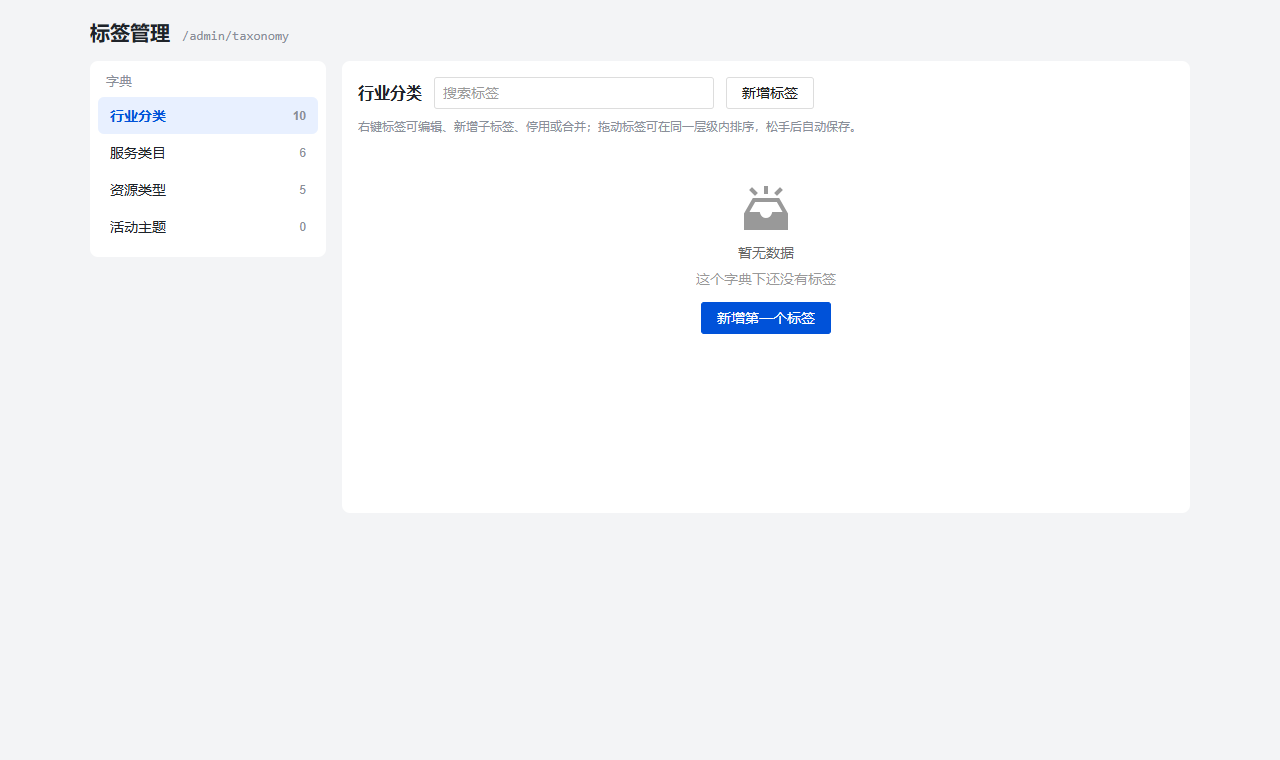 标签管理 /admin/taxonomy
字典
行业分类 10
服务类目 6
资源类型 5
活动主题 0
行业分类 搜索标签 新增标签
右键标签可编辑、新增子标签、停用或合并；拖动标签可在同一层级内排序，松手后自动保存。
暂无数据
这个字典下还没有标签
新增第一个标签